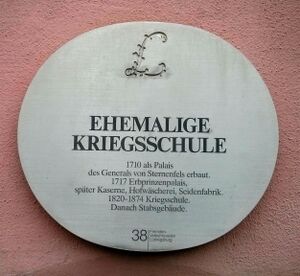 EHEMALIGE
KRIEGSSCHULE
1710 als Palais
des Generals von Sternenfels erbaut.
1717 Erbprinzenpalais,
später Kaserne, Hofwäscherei, Seidenfabrik.
1820-1874 Kriegsschule.
Danach Stabsgebäude.
38